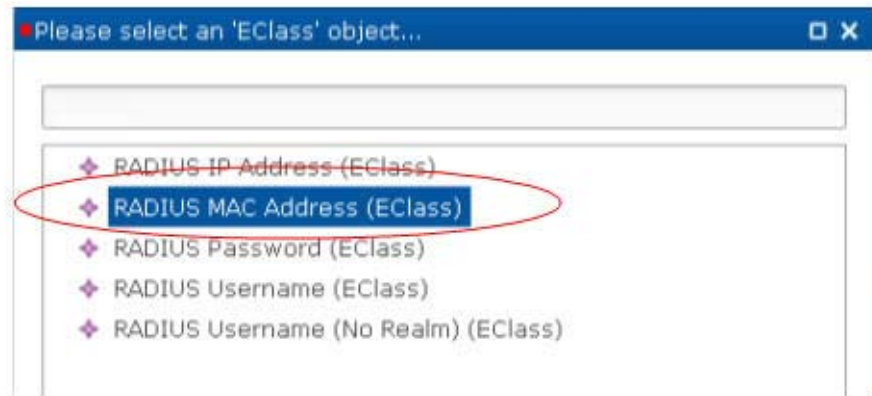 Please select an 'EClass' object...
RADIUS IP Address (EClass)
RADIUS MAC Address (EClass)
RADIUS Password (EClass)
RADIUS Username (EClass)
RADIUS Username (No Realm) (EClass)